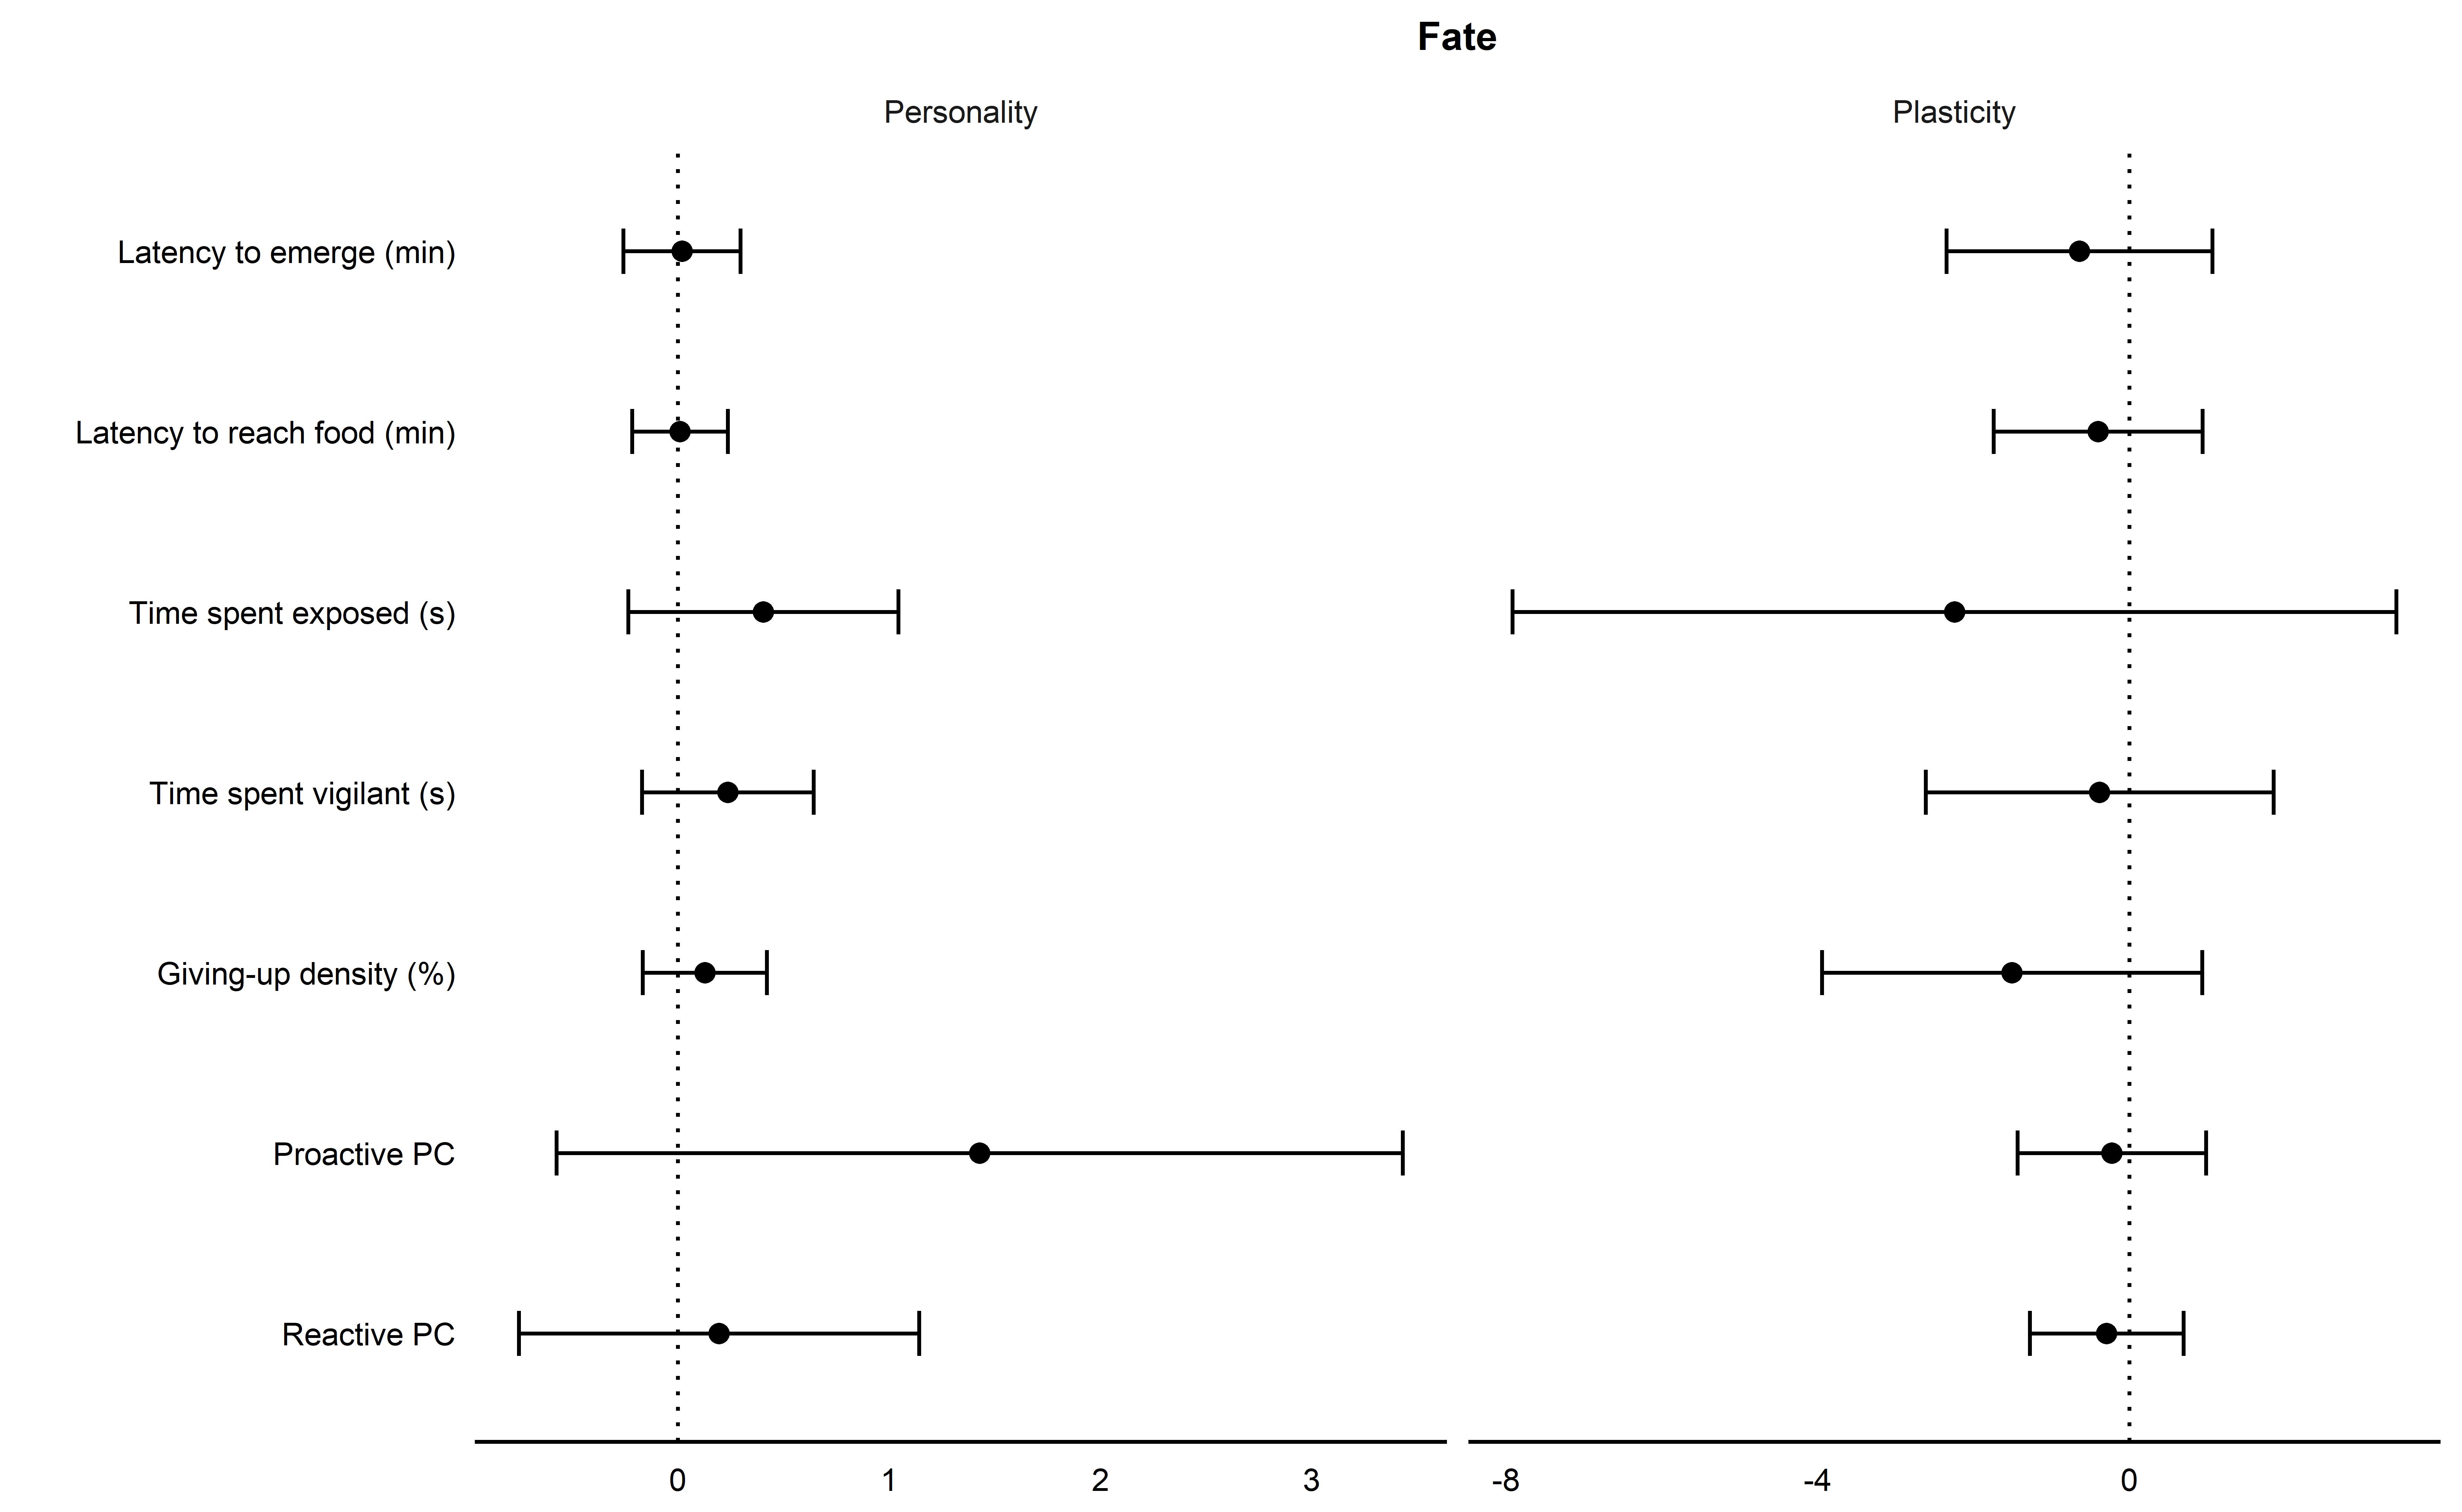 Fate
Personality Plasticity
Latency to emerge (min)
Latency to reach food (min)
Time spent exposed (s)
Time spent vigilant (s)
Giving-up density (%)
Proactive PC
Reactive PC
0 1 2 3 -8 -4 0